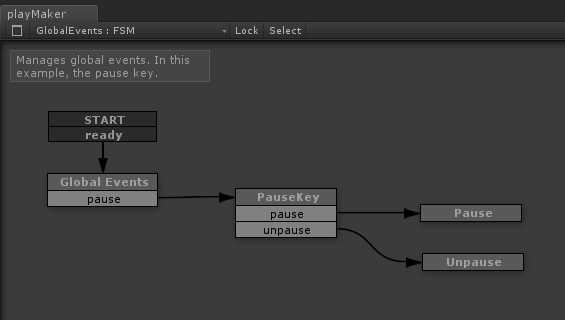 playMaker
GlobalEvents : FSM Lock Select
Manages global events. In this
example, the pause key.
START
ready
Global Events
pause
PauseKey
pause
unpause
Pause
Unpause